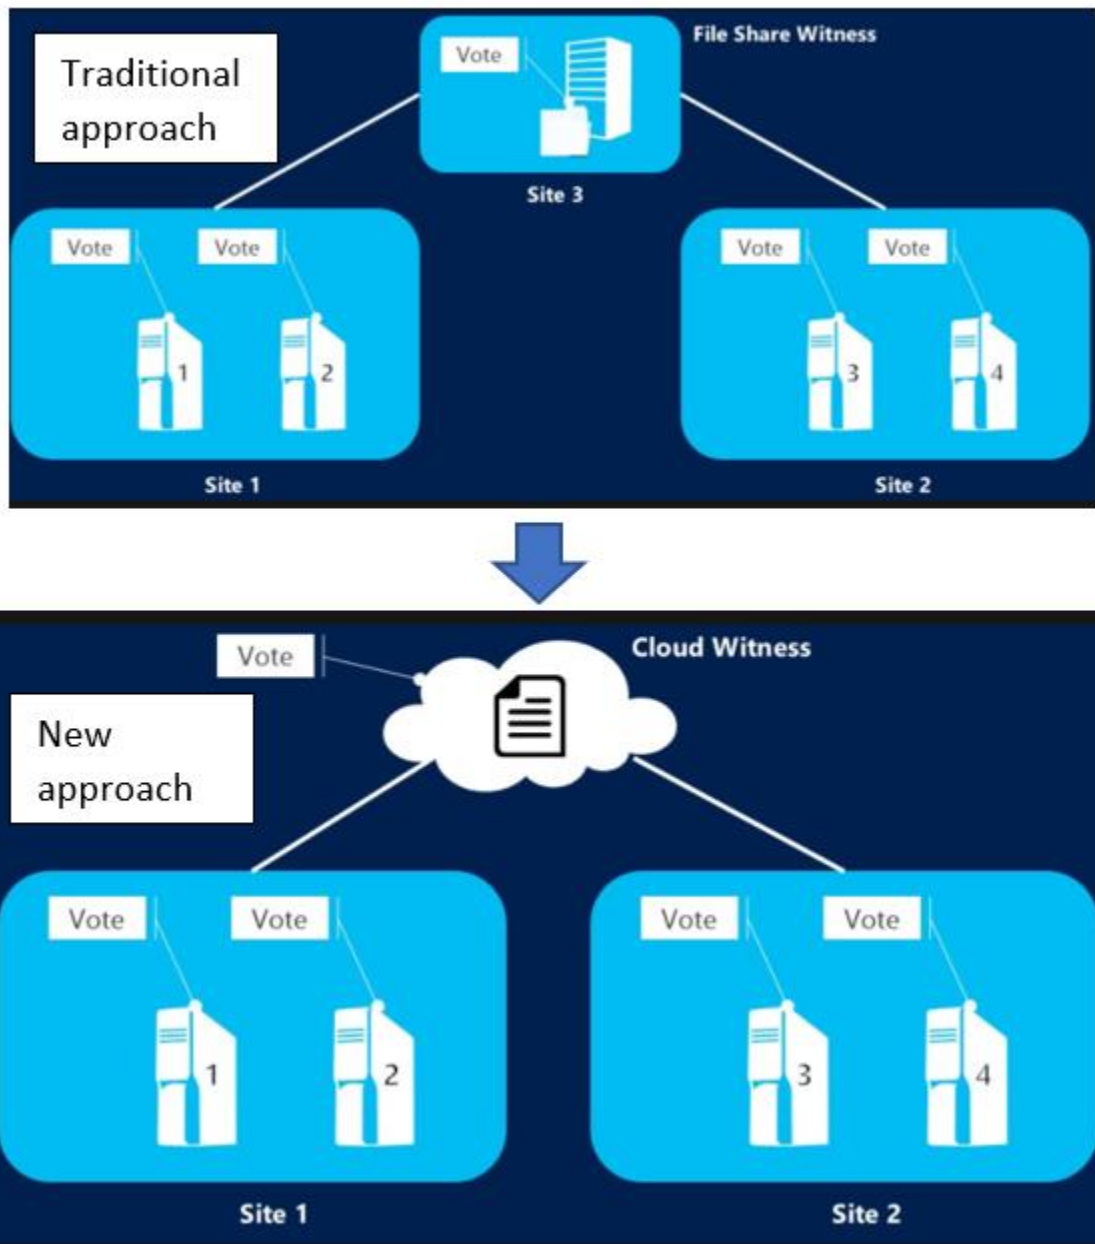 Traditional
approach
Vote
File Share Witness
Site 3
Vote
Vote
Vote
Vote
1
2
3
4
Site 1
Site 2
Vote
Cloud Witness
New
approach
Vote
Vote
Vote
Vote
1
2
3
4
Site 1
Site 2